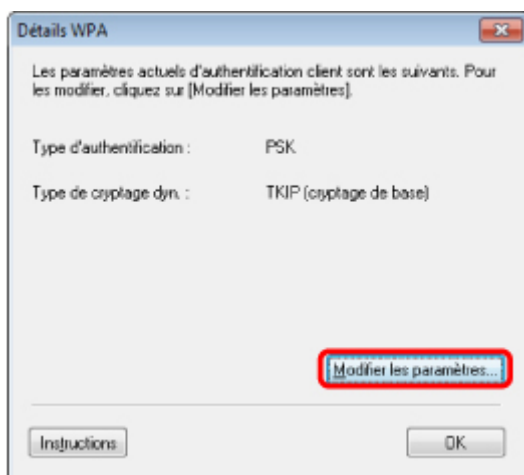 Détails WPA
Les paramètres actuels d'authentification client sont les suivants. Pour
les modifier, cliquez sur [Modifier les paramètres].
Type d'authentification : PSK
Type de cryptage dyn. : TKIP (cryptage de base)
Modifier les paramètres...
Instructions OK